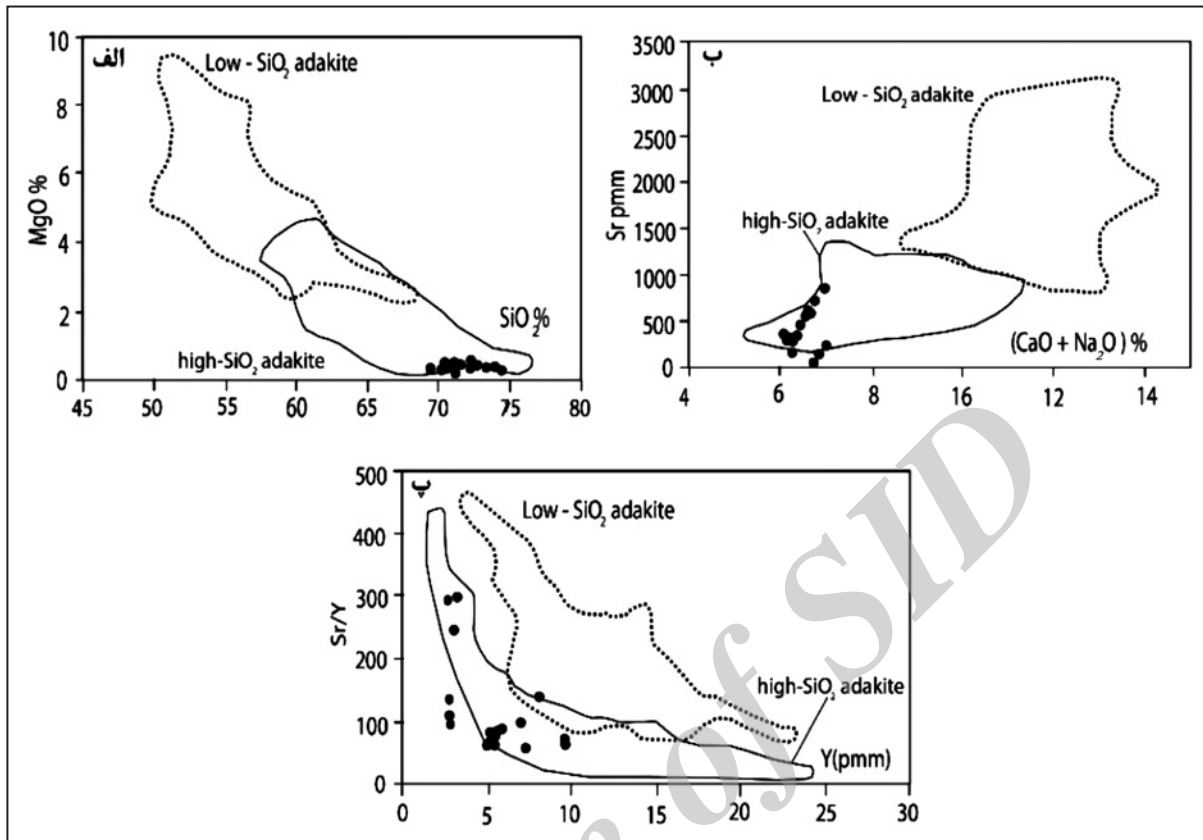 الف
Low - SiO₂ adakite
high-SiO₂ adakite
SiO₂%
MgO %
10
8
6
4
2
0
45 50 55 60 65 70 75 80
ب
Low - SiO₂ adakite
high-SiO₂ adakite
(CaO + Na₂O) %
Sr pmm
3500
3000
2500
2000
1500
1000
500
0
4 6 8 16 12 14
پ
Low - SiO₂ adakite
high-SiO₂ adakite
Y(pmm)
Sr/Y
500
400
300
200
100
0
0 5 10 15 20 25 30
of SID